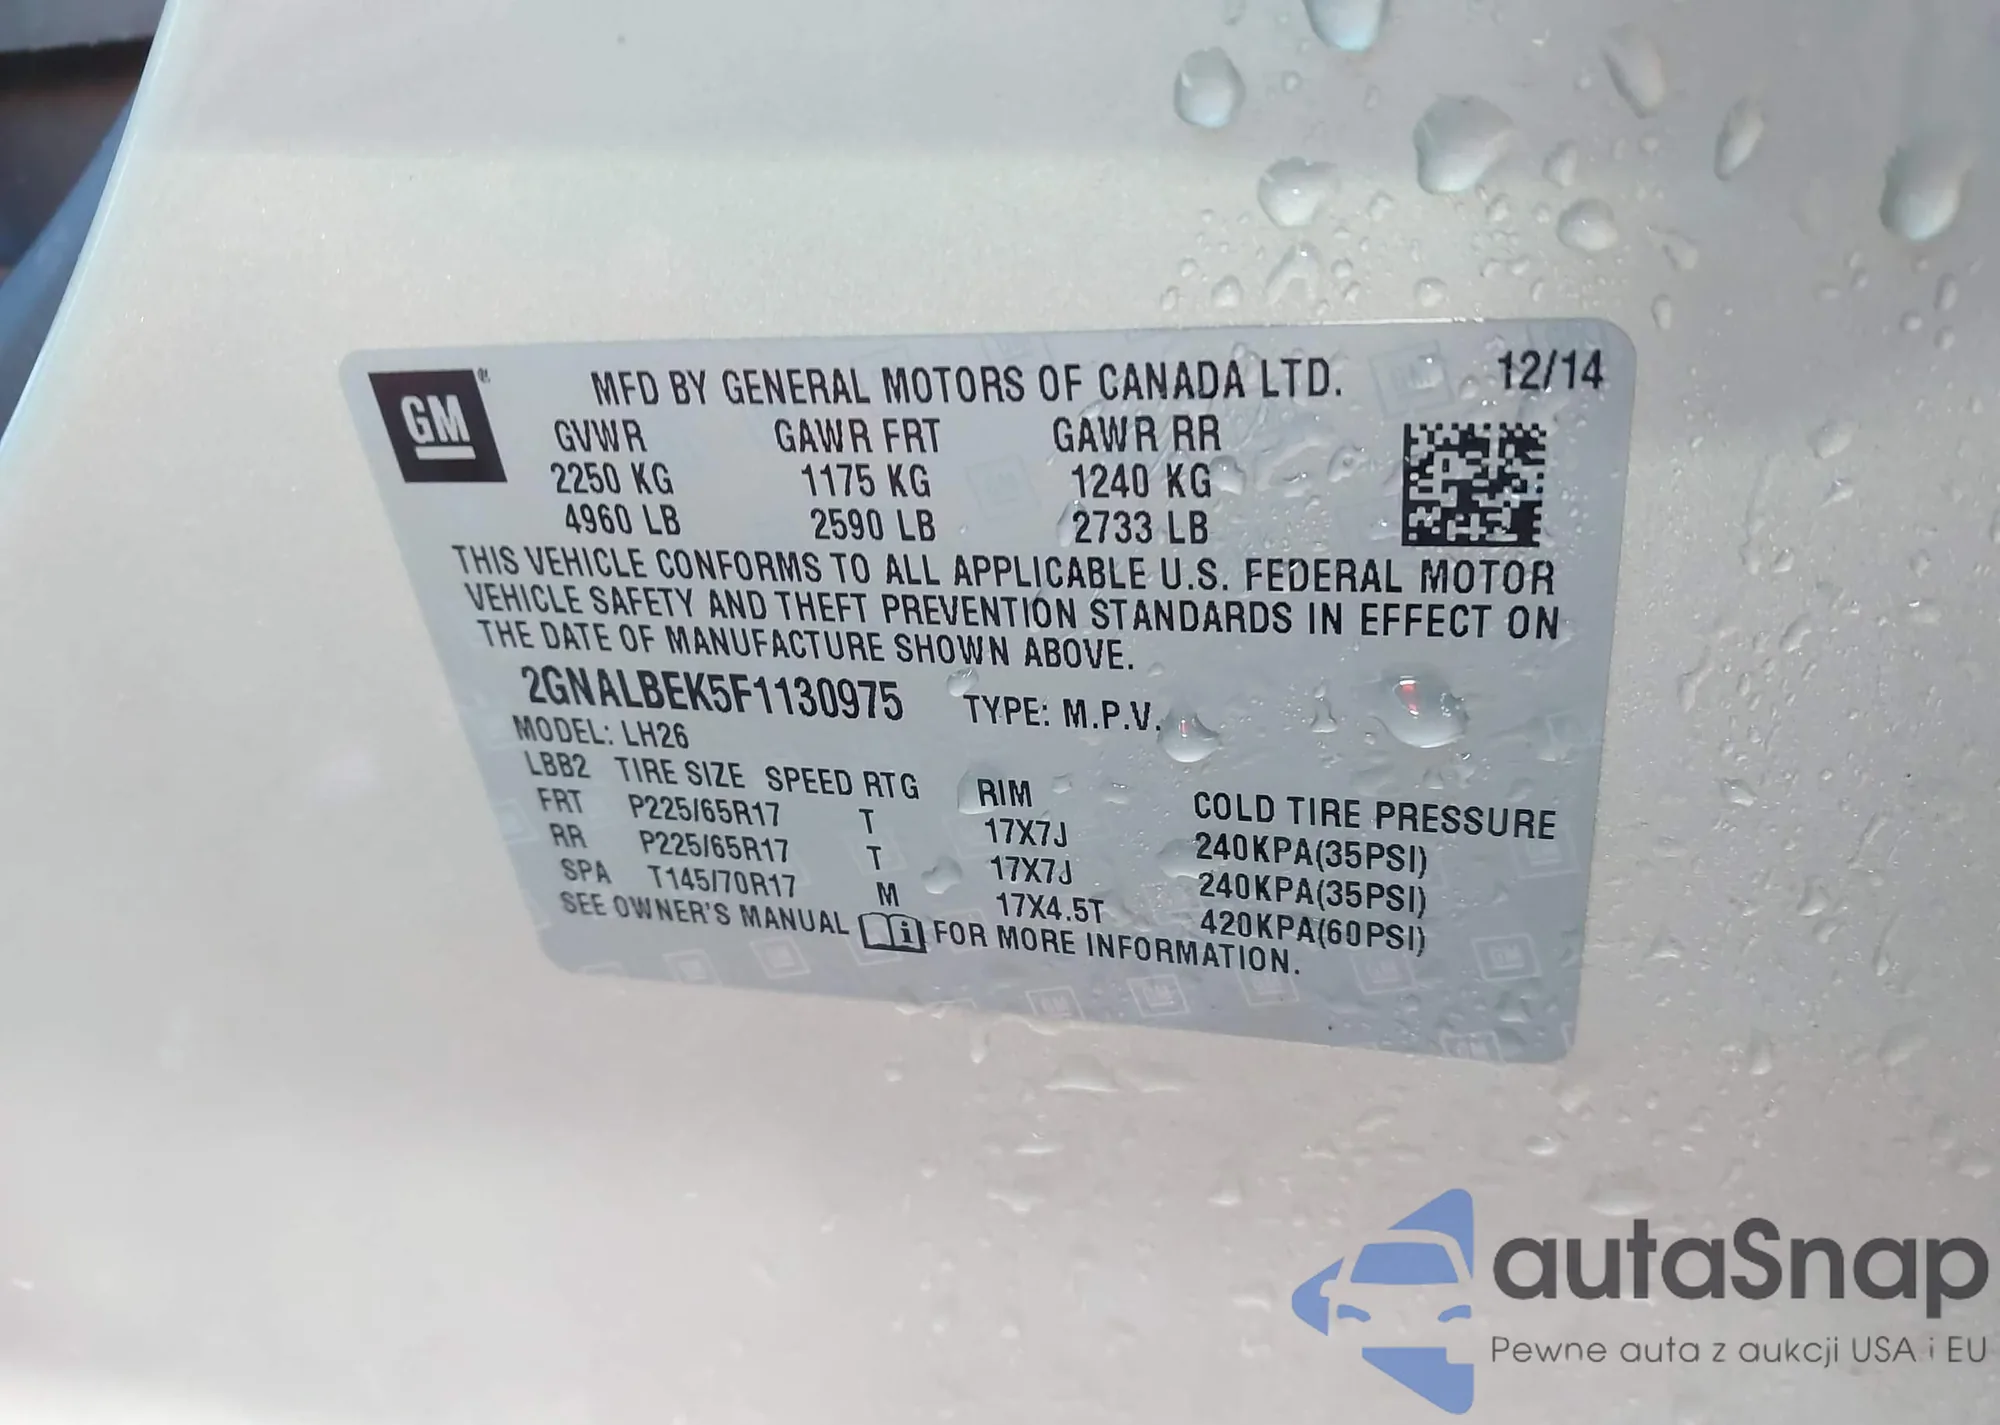 GM® MFD BY GENERAL MOTORS OF CANADA LTD. 12/14
GVWR GAWR FRT GAWR RR
2250 KG 1175 KG 1240 KG
4960 LB 2590 LB 2733 LB
THIS VEHICLE CONFORMS TO ALL APPLICABLE U.S. FEDERAL MOTOR
VEHICLE SAFETY AND THEFT PREVENTION STANDARDS IN EFFECT ON
THE DATE OF MANUFACTURE SHOWN ABOVE.
2GNALBEK5F1130975 TYPE: M.P.V.
MODEL: LH26
LBB2 TIRE SIZE SPEED RTG RIM COLD TIRE PRESSURE
FRT P225/65R17 T 17X7J 240KPA(35PSI)
RR P225/65R17 T 17X7J 240KPA(35PSI)
SPA T145/70R17 M 17X4.5T 420KPA(60PSI)
SEE OWNER'S MANUAL i FOR MORE INFORMATION.
autaSnap
Pewne auta z aukcji USA i EU